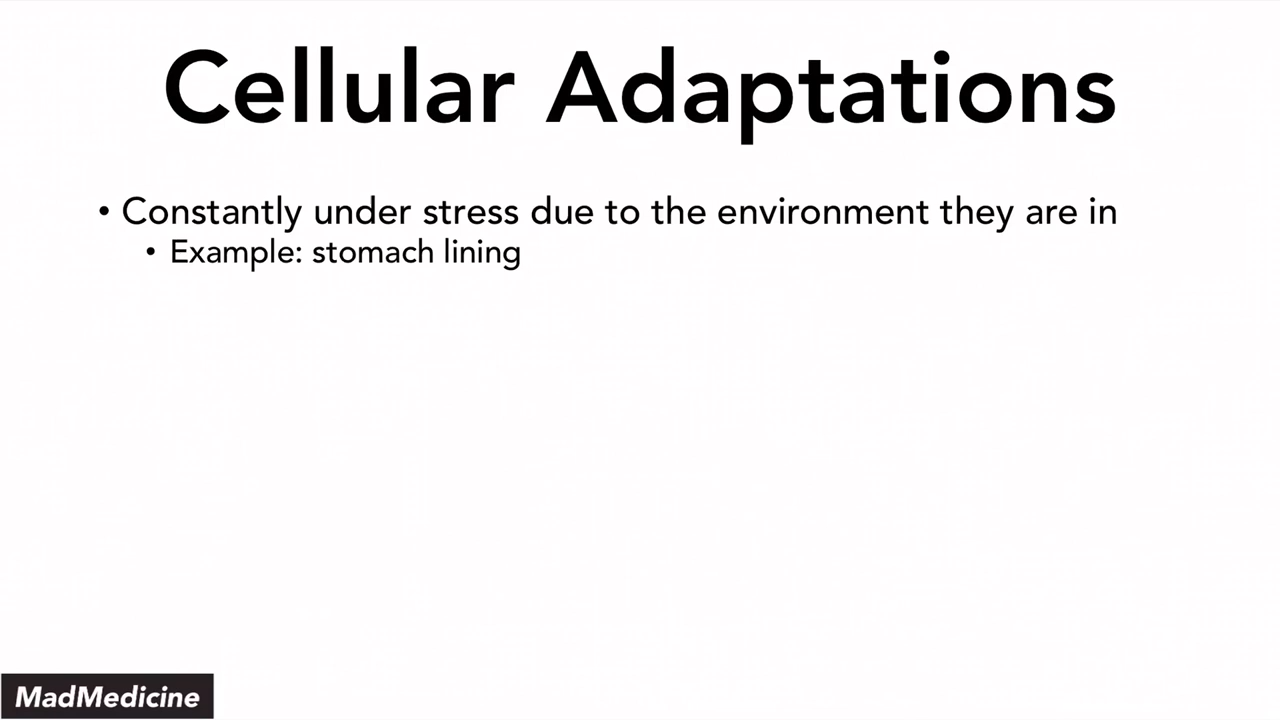 Cellular Adaptations
• Constantly under stress due to the environment they are in
• Example: stomach lining
MadMedicine